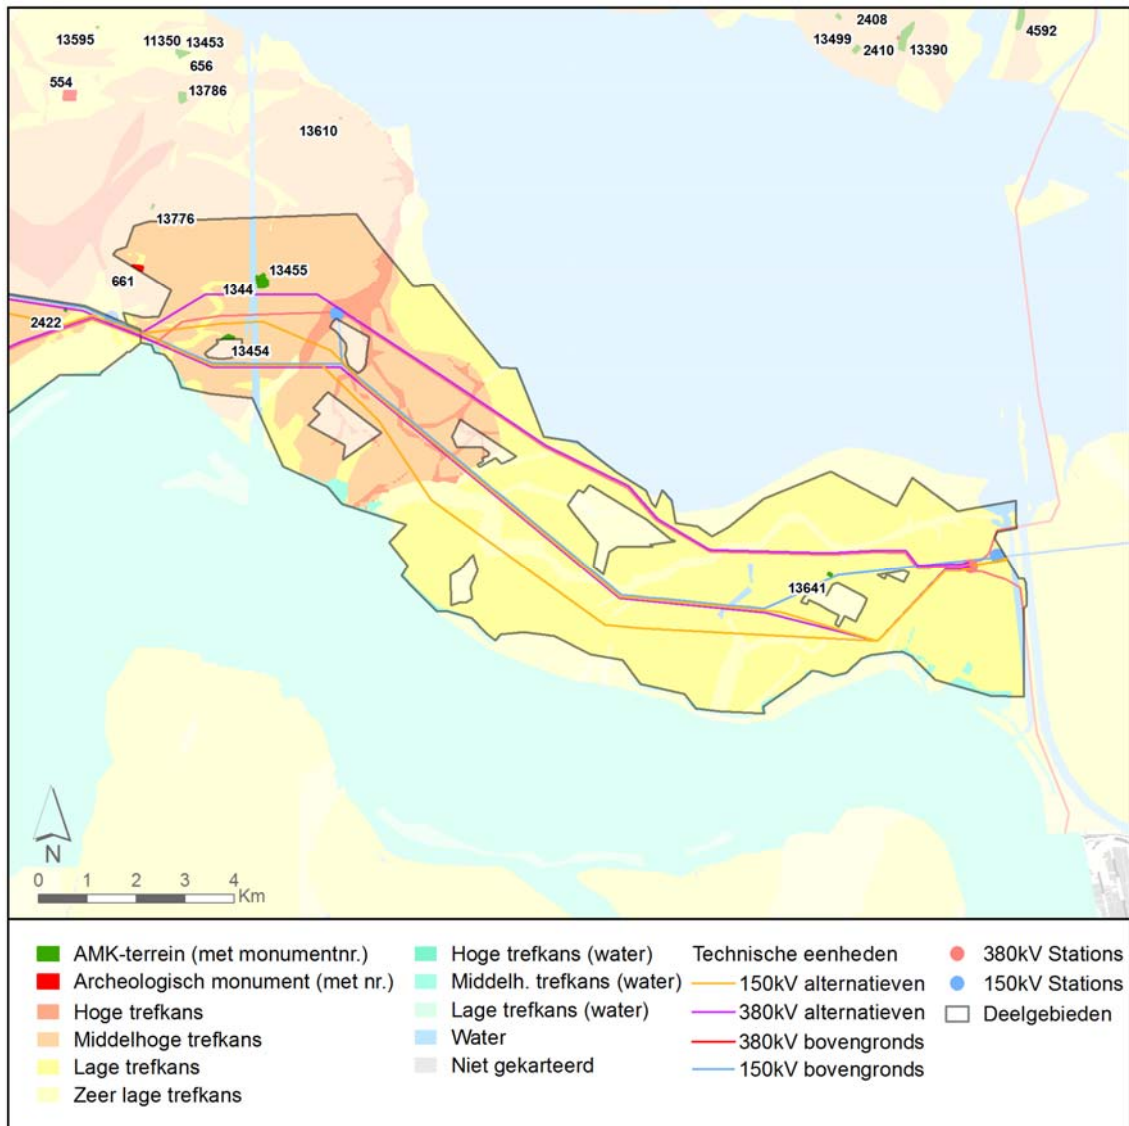 2408
4592
13595
11350
13453
13499
2410
13390
656
554
13786
13610
13776
13455
661
1344
2422
13454
13641
N
0 1 2 3 4
Km
AMK-terrein (met monumentnr.)
Archeologisch monument (met nr.)
Hoge trefkans
Middelhoge trefkans
Lage trefkans
Zeer lage trefkans
Hoge trefkans (water)
Middelh. trefkans (water)
Lage trefkans (water)
Water
Niet gekarteerd
Technische eenheden
150kV alternatieven
380kV alternatieven
380kV bovengronds
150kV bovengronds
380kV Stations
150kV Stations
Deelgebieden